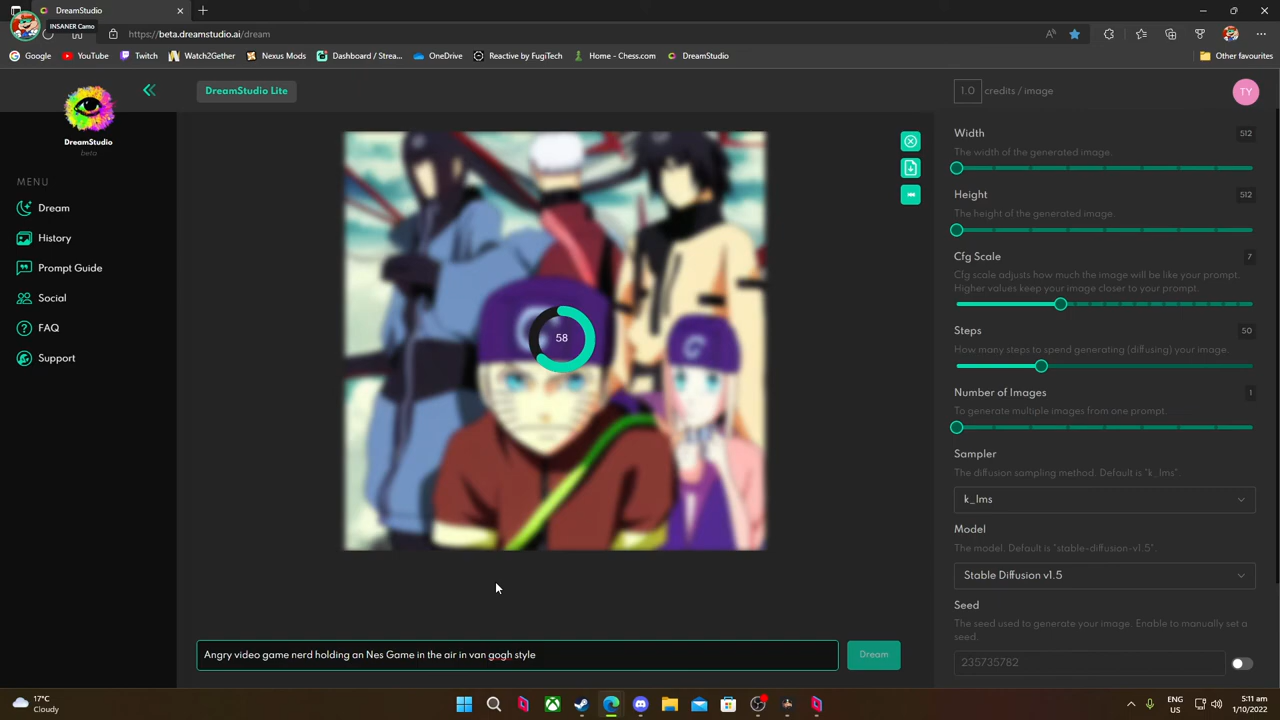 DreamStudio
INSANER Camo
https://beta.dreamstudio.ai/dream
Google
YouTube
Twitch
Watch2Gether
Nexus Mods
Dashboard / Strea...
OneDrive
Reactive by FugiTech
Home - Chess.com
DreamStudio
Other favourites
DreamStudio
beta
MENU
Dream
History
Prompt Guide
Social
FAQ
Support
DreamStudio Lite
58
Angry video game nerd holding an Nes Game in the air in van gogh style
Dream
1.0 credits / image
TY
Width 512
The width of the generated image.
Height 512
The height of the generated image.
Cfg Scale 7
Cfg scale adjusts how much the image will be like your prompt.
Higher values keep your image closer to your prompt.
Steps 50
How many steps to spend generating (diffusing) your image.
Number of Images 1
To generate multiple images from one prompt.
Sampler
The diffusion sampling method. Default is "k_lms".
k_lms
Model
The model. Default is "stable-diffusion-v1.5".
Stable Diffusion v1.5
Seed
The seed used to generate your image. Enable to manually set a
seed.
235735782
17°C
Cloudy
ENG
US
5:11 am
1/10/2022